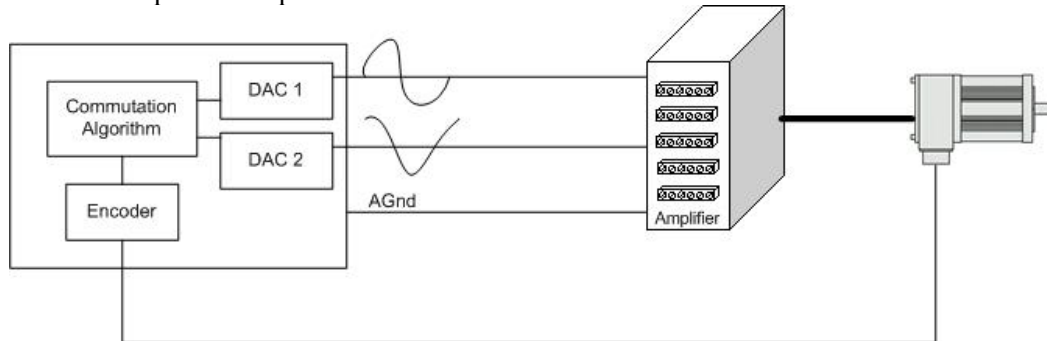 DAC 1
Commutation
Algorithm
DAC 2
AGnd
Encoder
Amplifier